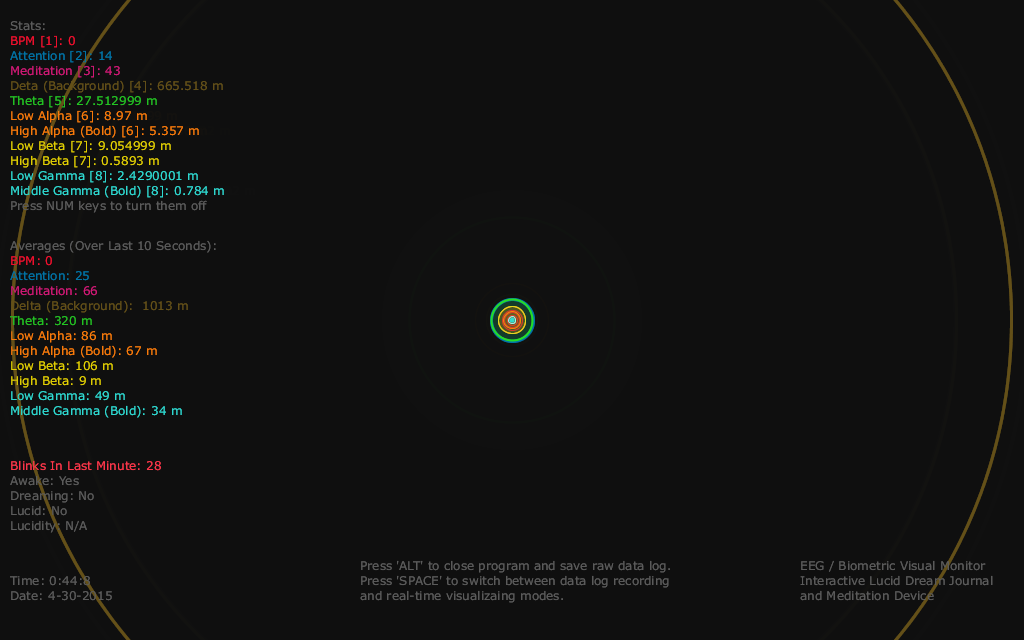 Stats:
BPM [1]: 0
Attention [2]: 14
Meditation [3]: 43
Deta (Background) [4]: 665.518 m
Theta [5]: 27.512999 m
Low Alpha [6]: 8.97 m
High Alpha (Bold) [6]: 5.357 m
Low Beta [7]: 9.054999 m
High Beta [7]: 0.5893 m
Low Gamma [8]: 2.4290001 m
Middle Gamma (Bold) [8]: 0.784 m
Press NUM keys to turn them off
Averages (Over Last 10 Seconds):
BPM: 0
Attention: 25
Meditation: 66
Delta (Background): 1013 m
Theta: 320 m
Low Alpha: 86 m
High Alpha (Bold): 67 m
Low Beta: 106 m
High Beta: 9 m
Low Gamma: 49 m
Middle Gamma (Bold): 34 m
Blinks In Last Minute: 28
Awake: Yes
Dreaming: No
Lucid: No
Lucidity: N/A
Time: 0:44:8
Date: 4-30-2015
Press 'ALT' to close program and save raw data log.
Press 'SPACE' to switch between data log recording
and real-time visualizaing modes.
EEG / Biometric Visual Monitor
Interactive Lucid Dream Journal
and Meditation Device